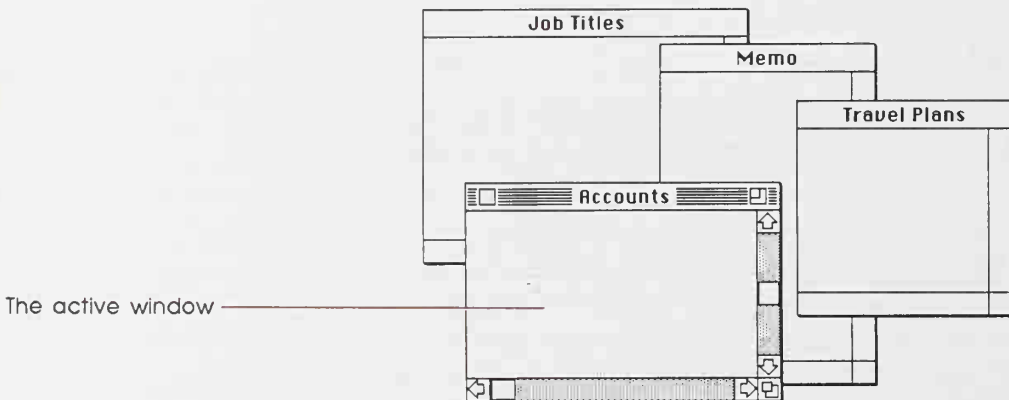 Job Titles
Memo
Travel Plans
Accounts
The active window